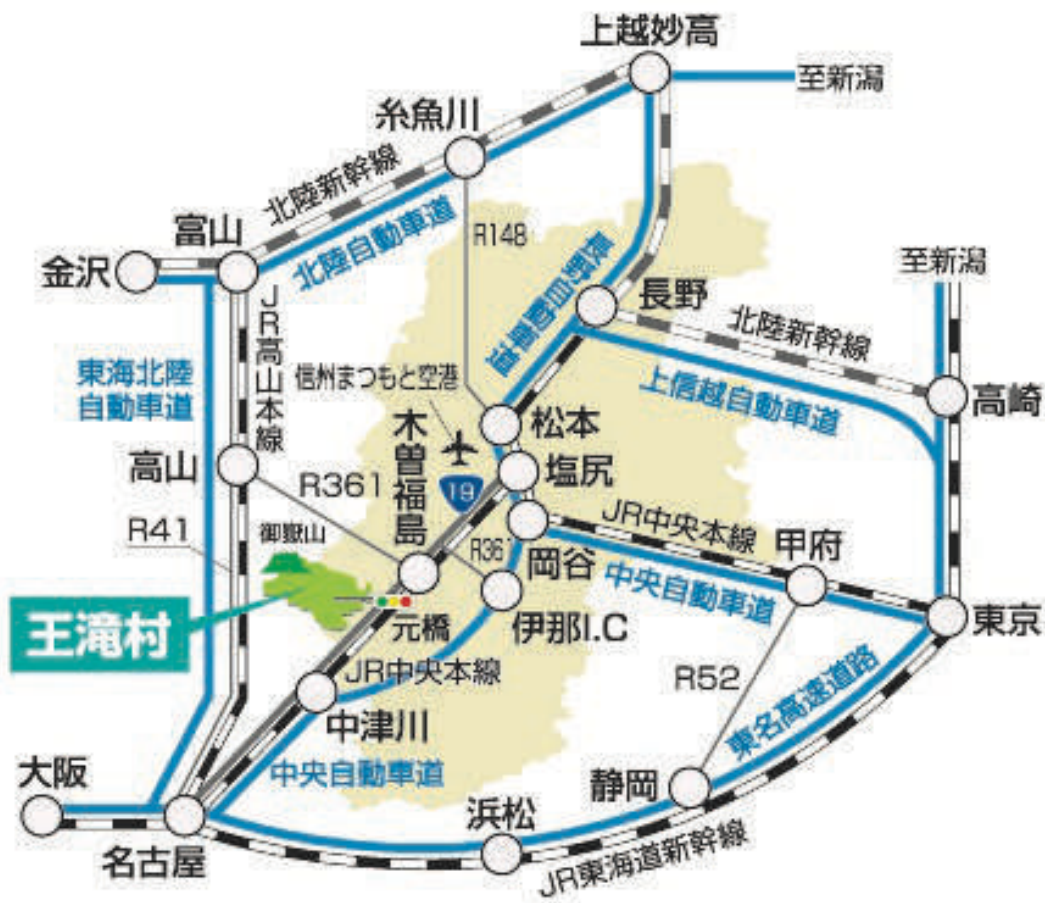 上越妙高
至新潟
糸魚川
北陸新幹線
北陸自動車道
富山
金沢
R148
長野自動車道
至新潟
長野
北陸新幹線
JR高山本線
東海北陸
自動車道
信州まつもと空港
上信越自動車道
高崎
松本
木曽福島
高山
R361
19
塩尻
R41
御嶽山
R36
岡谷
JR中央本線
甲府
中央自動車道
王滝村
元橋
伊那I.C
東京
JR中央本線
R52
東名高速道路
中津川
中央自動車道
大阪
静岡
浜松
名古屋
JR東海道新幹線